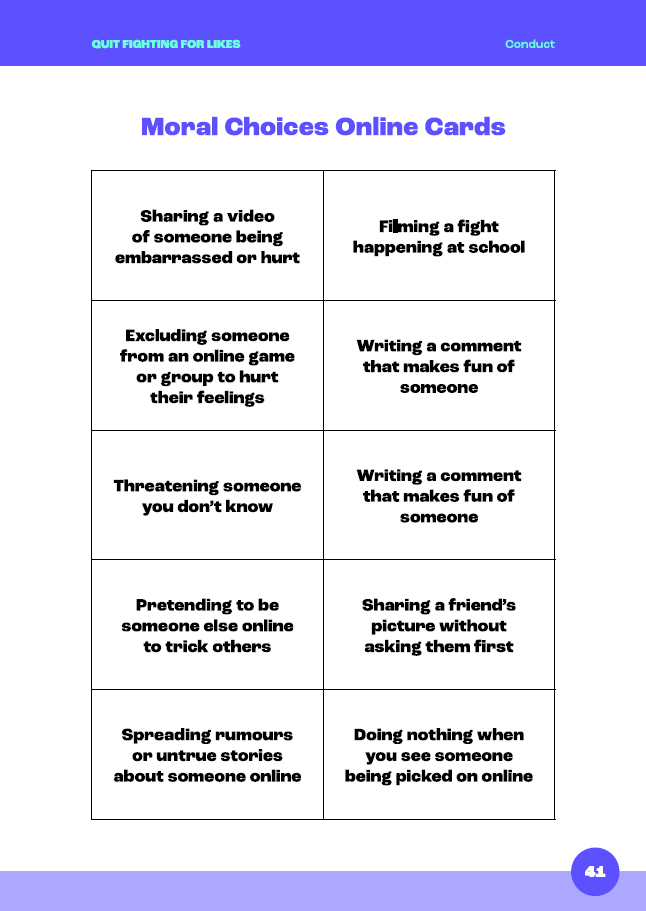 QUIT FIGHTING FOR LIKES
Conduct
Moral Choices Online Cards
Sharing a video
of someone being
embarrassed or hurt
Filming a fight
happening at school
Excluding someone
from an online game
or group to hurt
their feelings
Writing a comment
that makes fun of
someone
Threatening someone
you don’t know
Writing a comment
that makes fun of
someone
Pretending to be
someone else online
to trick others
Sharing a friend’s
picture without
asking them first
Spreading rumours
or untrue stories
about someone online
Doing nothing when
you see someone
being picked on online
41